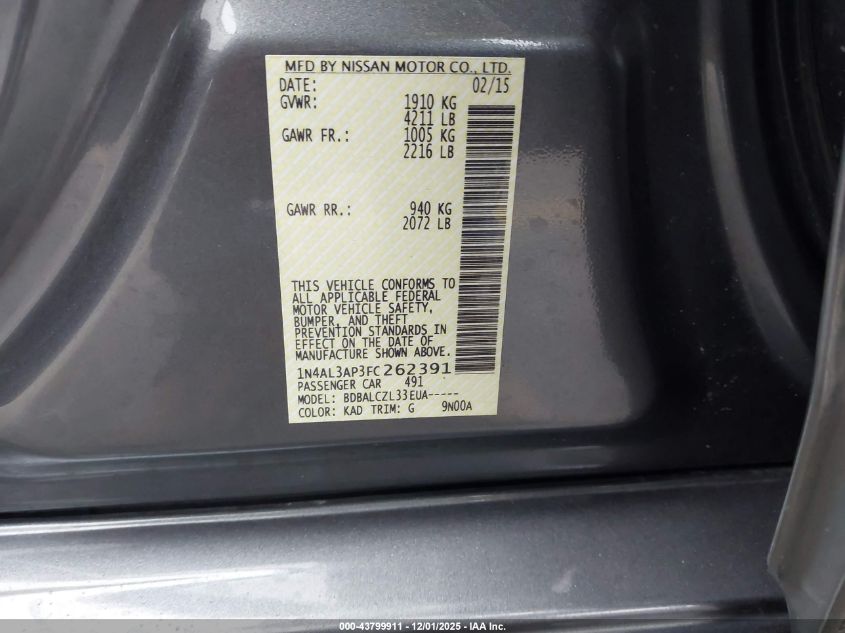 MFD BY NISSAN MOTOR CO., LTD.
DATE: 02/15
GVWR: 1910 KG
4211 LB
GAWR FR.: 1005 KG
2216 LB
GAWR RR.: 940 KG
2072 LB
THIS VEHICLE CONFORMS TO
ALL APPLICABLE FEDERAL
MOTOR VEHICLE SAFETY,
BUMPER, AND THEFT
PREVENTION STANDARDS IN
EFFECT ON THE DATE OF
MANUFACTURE SHOWN ABOVE.
1N4AL3AP3FC262391
PASSENGER CAR 491
MODEL: BDBALCZL33EUA-----
COLOR: KAD TRIM: G 9N00A
000-43799911 - 12/01/2025 - IAA Inc.